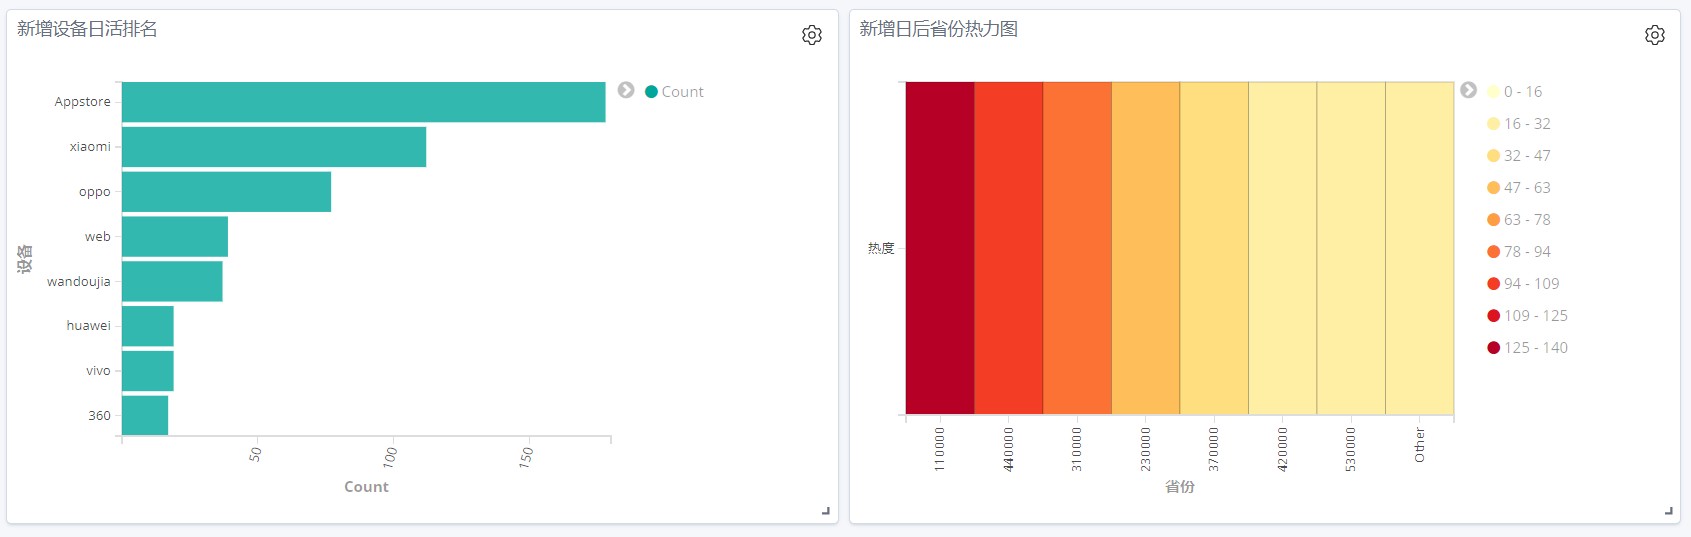 新增设备日活排名
Appstore
xiaomi
oppo
web
wandoujia
huawei
vivo
360
设备
50
100
150
Count
Count
新增日后省份热力图
热度
110000
440000
310000
230000
370000
420000
530000
Other
省份
0 - 16
16 - 32
32 - 47
47 - 63
63 - 78
78 - 94
94 - 109
109 - 125
125 - 140